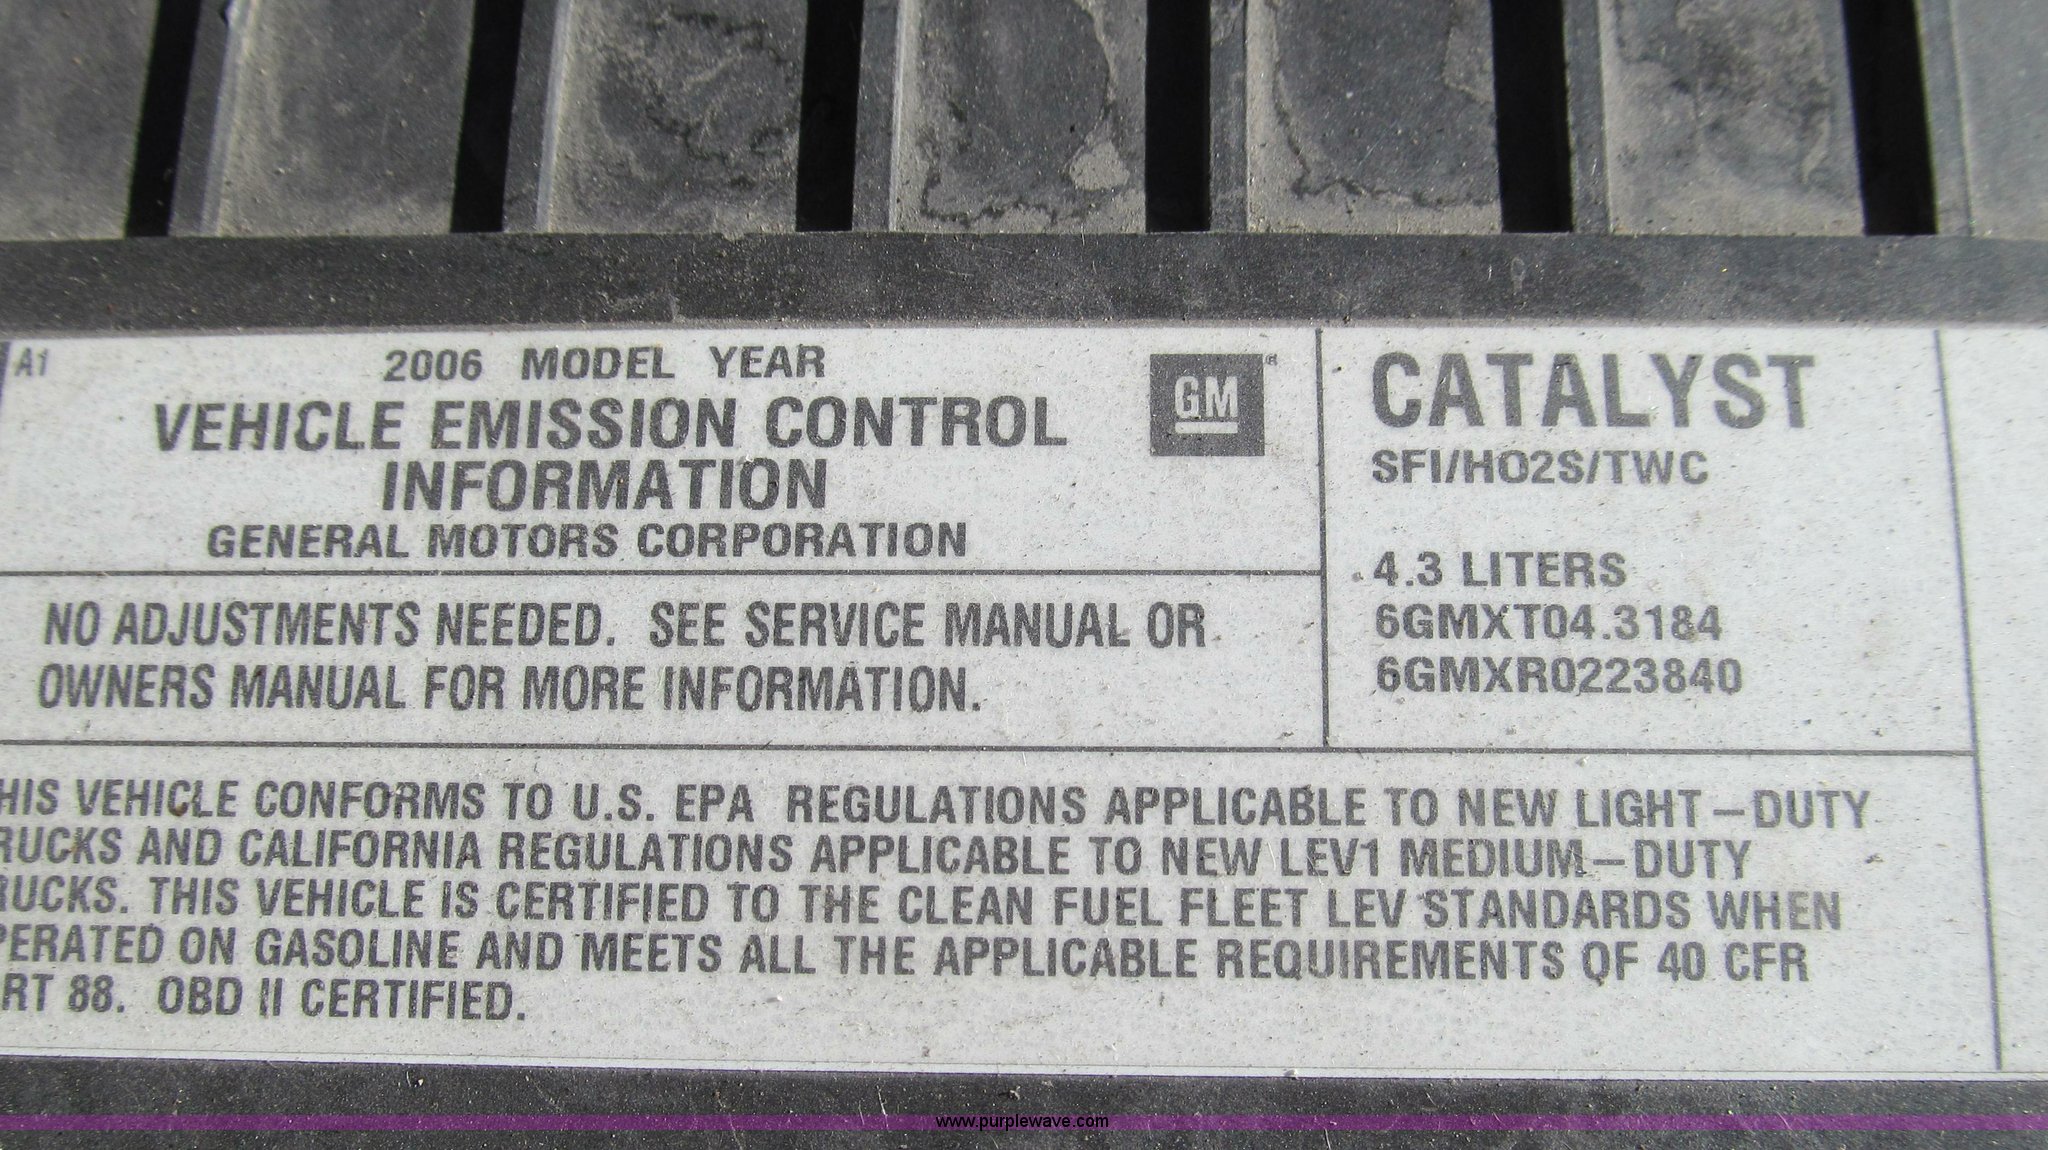 A1
2006 MODEL YEAR
VEHICLE EMISSION CONTROL
INFORMATION
GENERAL MOTORS CORPORATION
GM
®
CATALYST
SFI/HO2S/TWC
4.3 LITERS
6GMXT04.3184
6GMXR0223840
NO ADJUSTMENTS NEEDED. SEE SERVICE MANUAL OR
OWNERS MANUAL FOR MORE INFORMATION.
HIS VEHICLE CONFORMS TO U.S. EPA REGULATIONS APPLICABLE TO NEW LIGHT-DUTY
RUCKS AND CALIFORNIA REGULATIONS APPLICABLE TO NEW LEV1 MEDIUM-DUTY
RUCKS. THIS VEHICLE IS CERTIFIED TO THE CLEAN FUEL FLEET LEV STANDARDS WHEN
PERATED ON GASOLINE AND MEETS ALL THE APPLICABLE REQUIREMENTS OF 40 CFR
RT 88. OBD II CERTIFIED.
www.purplewave.com